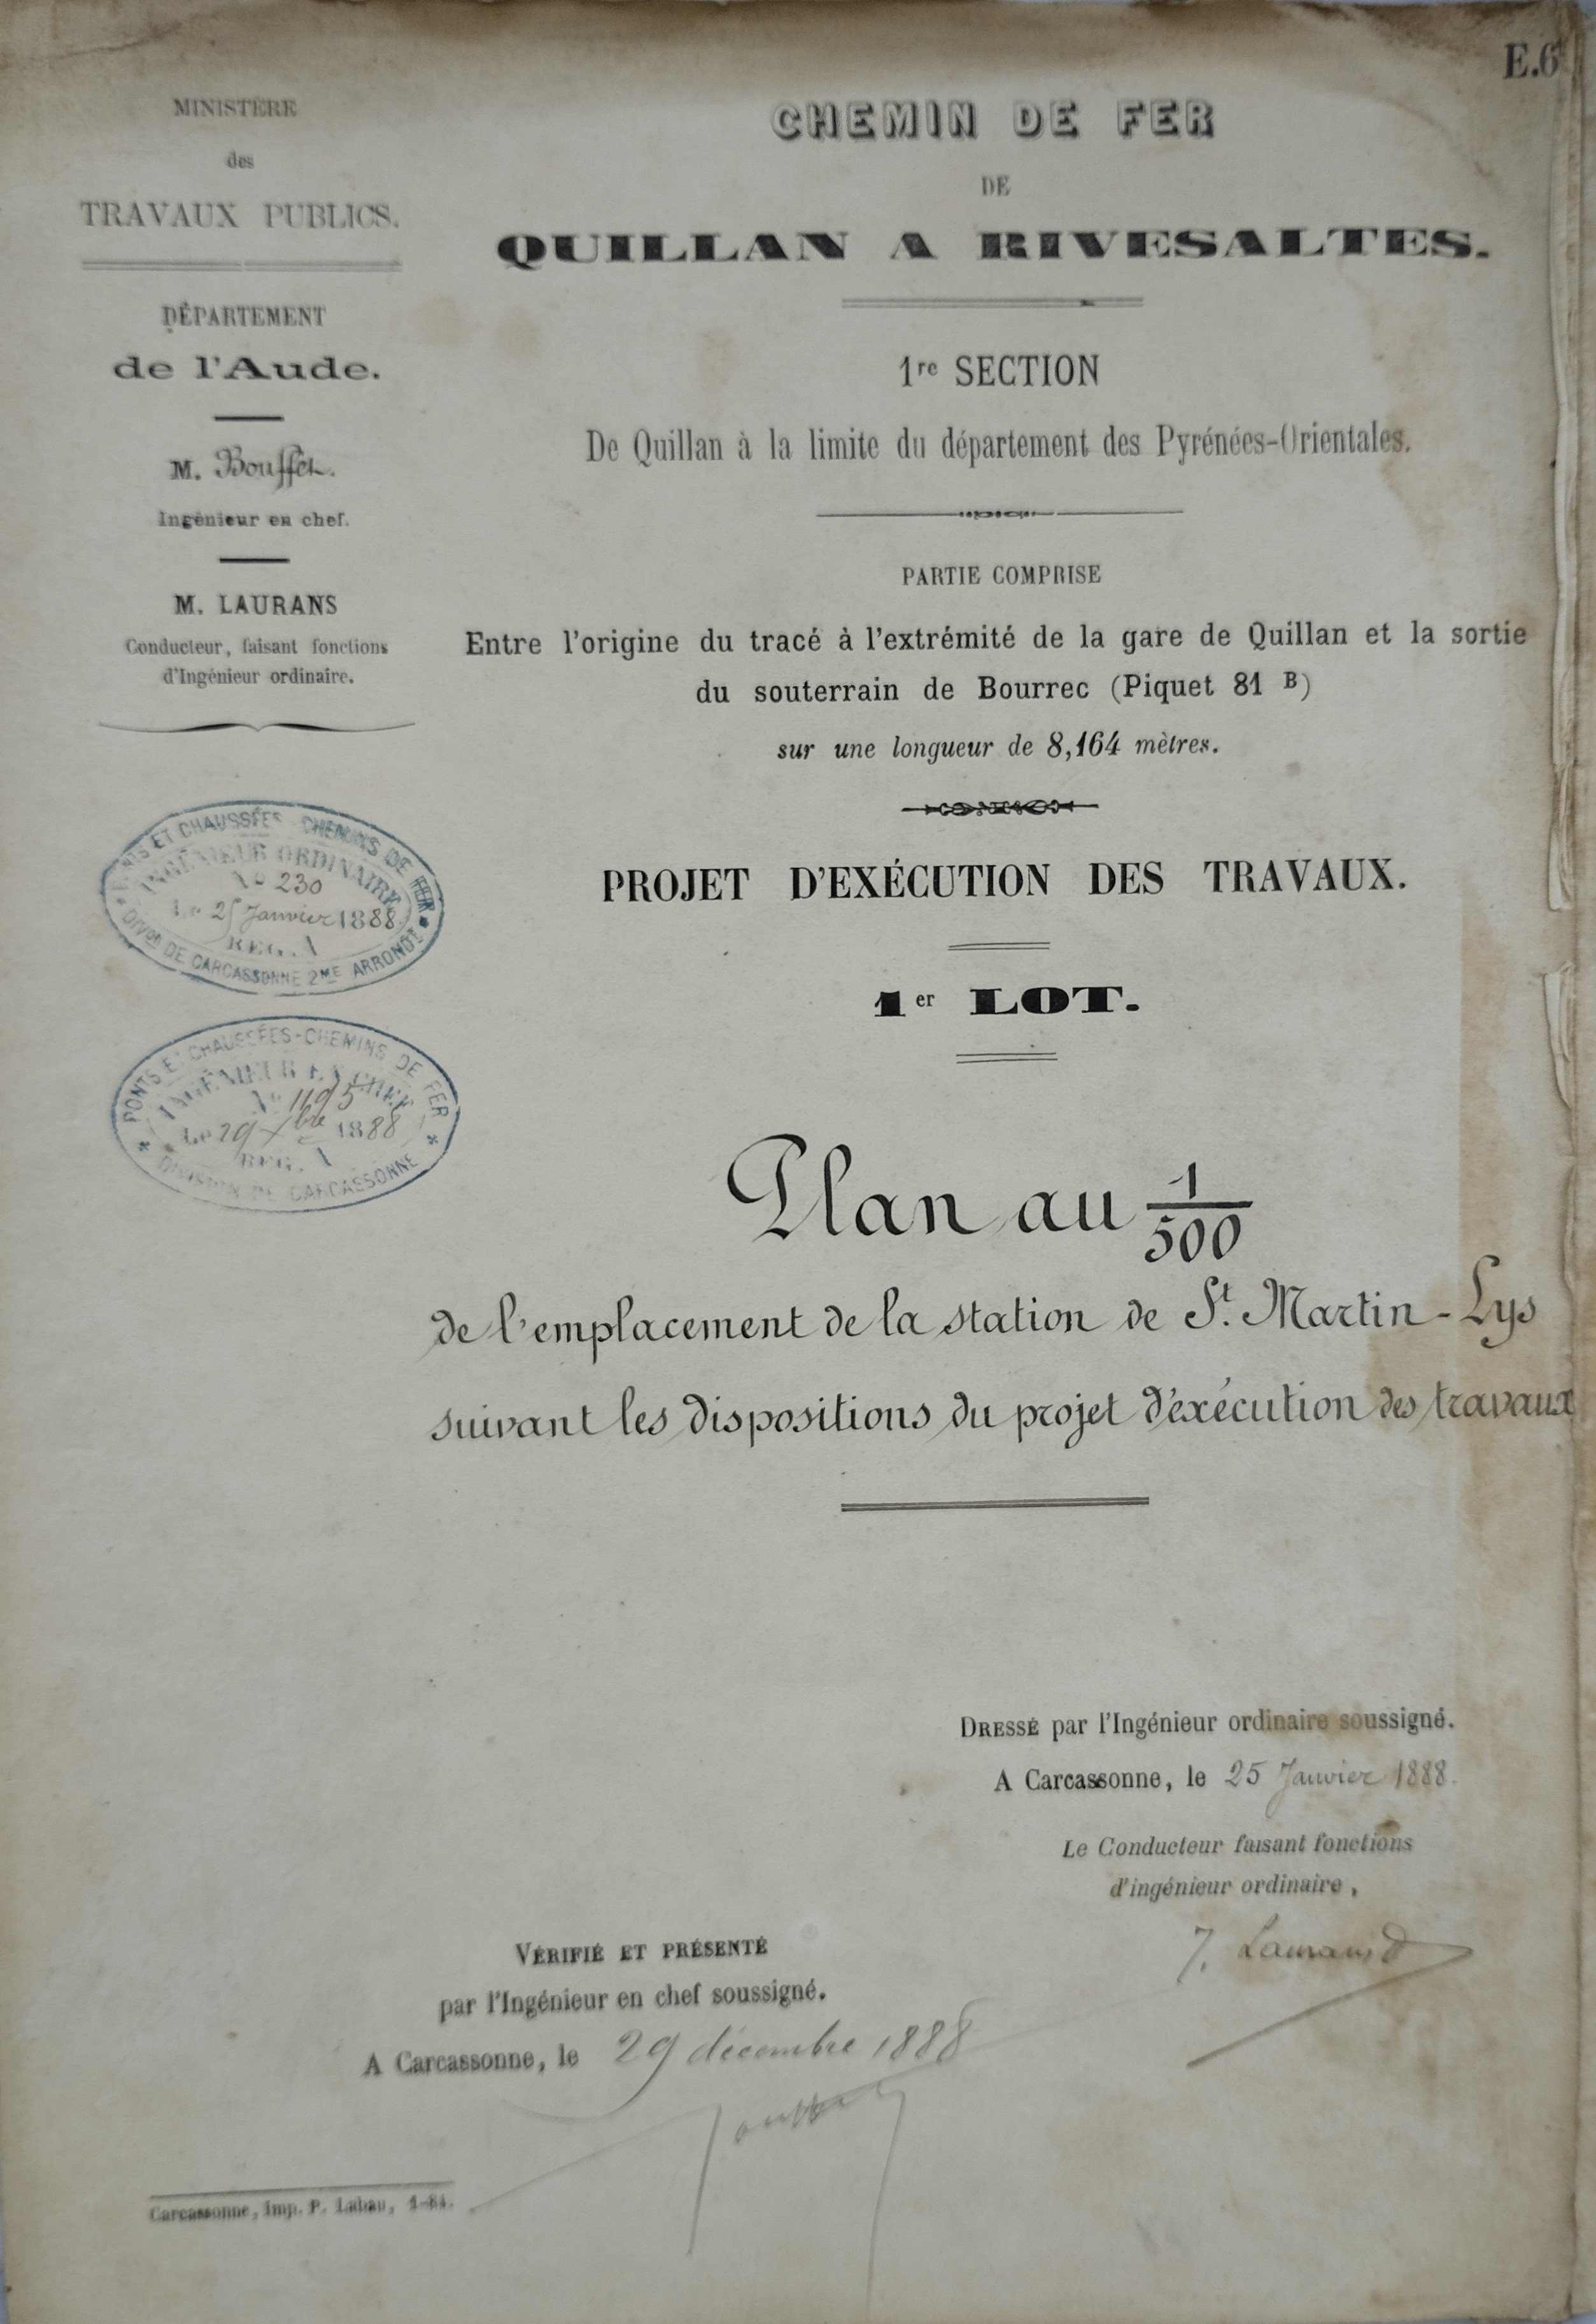 E.6
MINISTÈRE
des
TRAVAUX PUBLICS.
DÉPARTEMENT
de l'Aude.
M. Bouffet.
Ingénieur en chef.
M. LAURANS
Conducteur, faisant fonctions
d'Ingénieur ordinaire.
PONTS ET CHAUSSÉES - CHEMINS DE FER
INGÉNIEUR ORDINAIRE
No 230
Le 25 Janvier 1888
REG. A
DIVON DE CARCASSONNE 2ME ARRONDT
PONTS ET CHAUSSÉES - CHEMINS DE FER
INGÉNIEUR EN CHEF
No 1195
Le 29 Xbre 1888
REG. A
DIVISION DE CARCASSONNE
CHEMIN DE FER
DE
QUILLAN A RIVESALTES.
1re SECTION
De Quillan à la limite du département des Pyrénées-Orientales.
PARTIE COMPRISE
Entre l'origine du tracé à l'extrémité de la gare de Quillan et la sortie
du souterrain de Bourrec (Piquet 81 B)
sur une longueur de 8,164 mètres.
PROJET D'EXÉCUTION DES TRAVAUX.
1er LOT.
Plan au 1/500
de l'emplacement de la station de St. Martin-Lys
suivant les dispositions du projet d'éxécution des travaux
DRESSÉ par l'Ingénieur ordinaire soussigné.
A Carcassonne, le 25 Janvier 1888.
Le Conducteur faisant fonctions
d'ingénieur ordinaire,
J. Laurans
VÉRIFIÉ ET PRÉSENTÉ
par l'Ingénieur en chef soussigné.
A Carcassonne, le 29 décembre 1888
Bouffet
Carcassonne, Imp. P. Labau, 1-84.